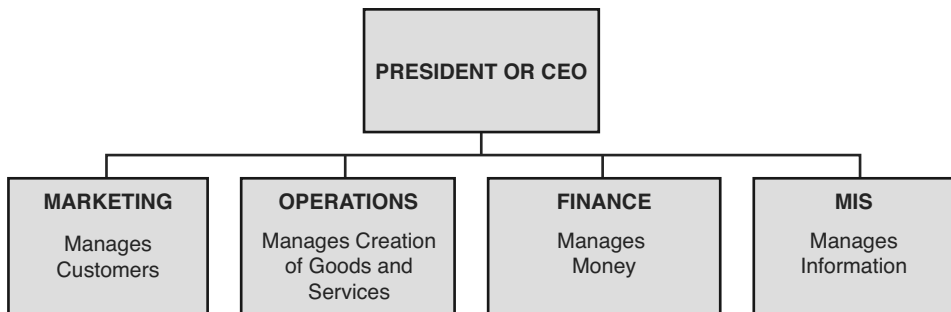 PRESIDENT OR CEO
MARKETING
Manages
Customers
OPERATIONS
Manages Creation
of Goods and
Services
FINANCE
Manages
Money
MIS
Manages
Information